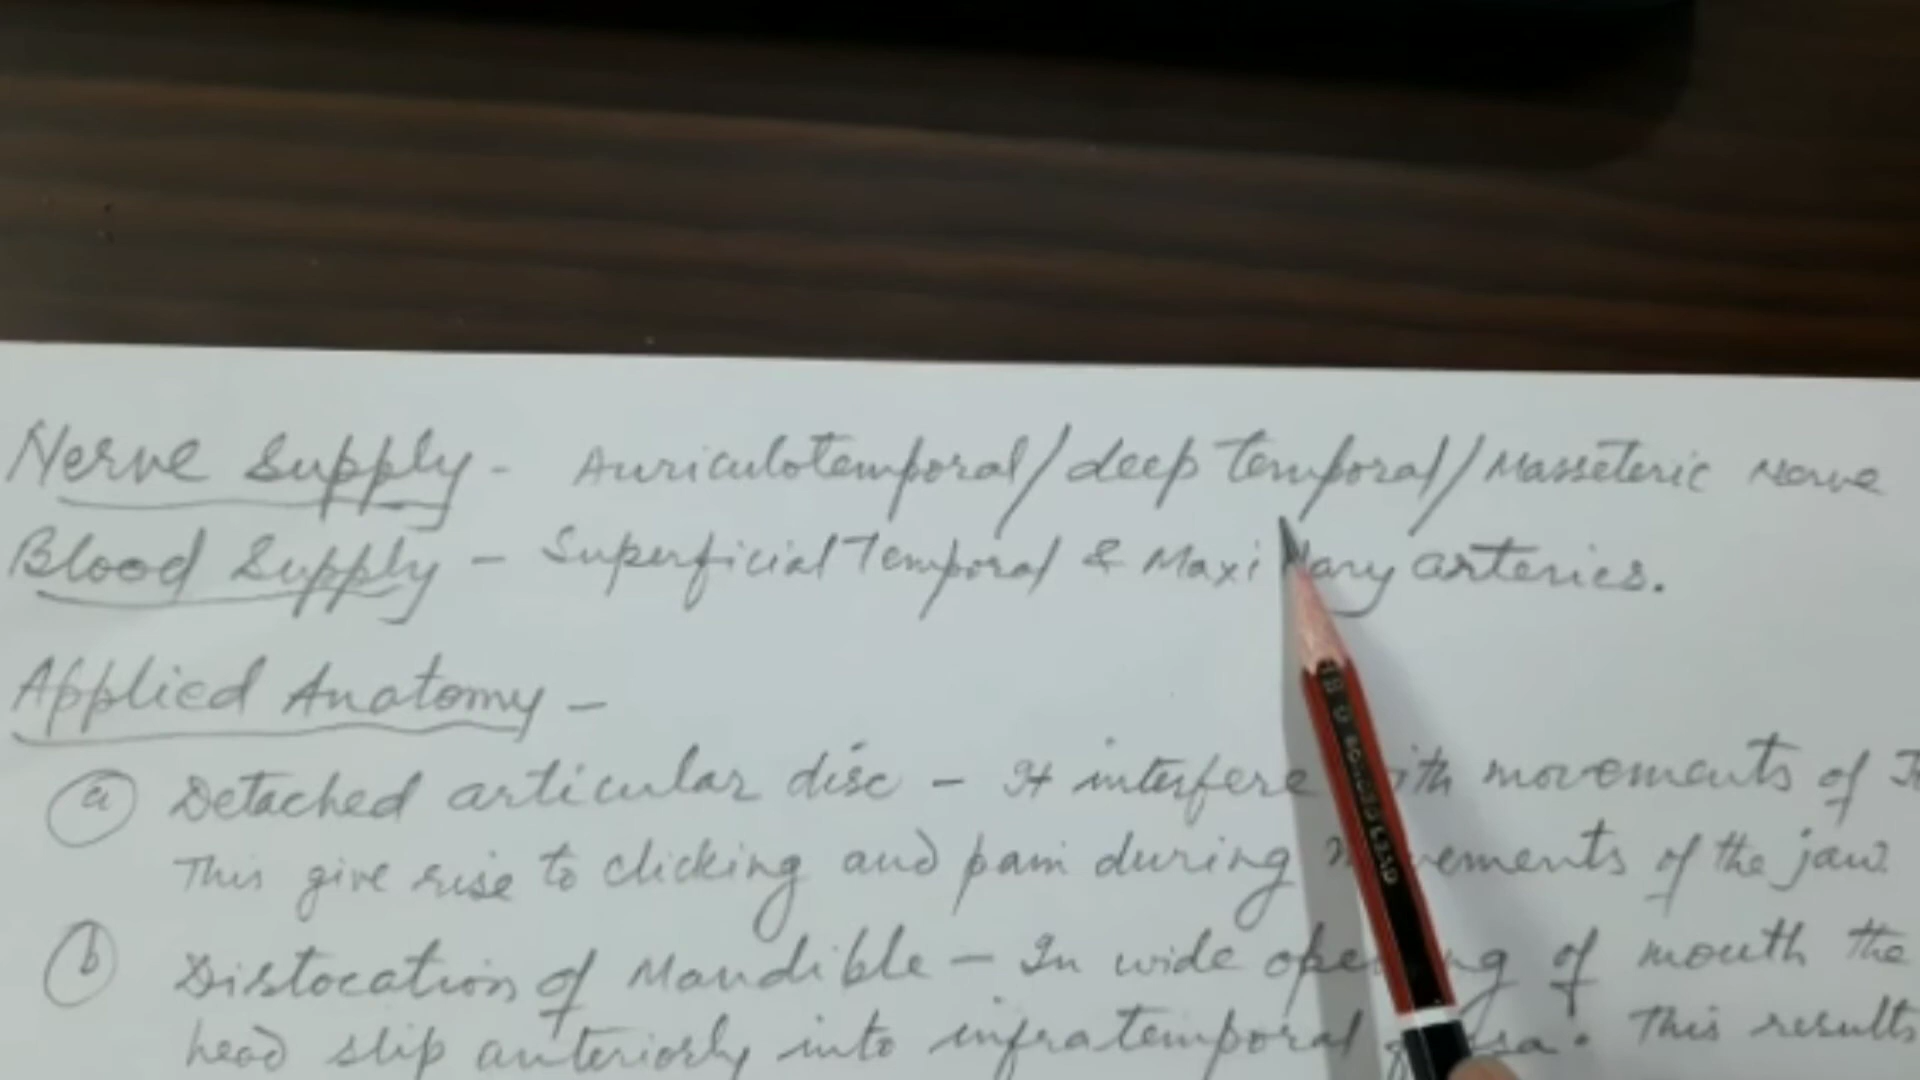 Nerve Supply - Auriculotemporal/deep temporal/Masseteric Nerve
Blood Supply - Superficial Temporal & Maxillary arteries.
Applied Anatomy -
(a) Detached articular disc - It interfere with movements of
This give rise to clicking and pain during movements of the jaw
(b) Distocation of Mandible - In wide opening of mouth the
head slip anteriorly into infratemporal fossa. This results